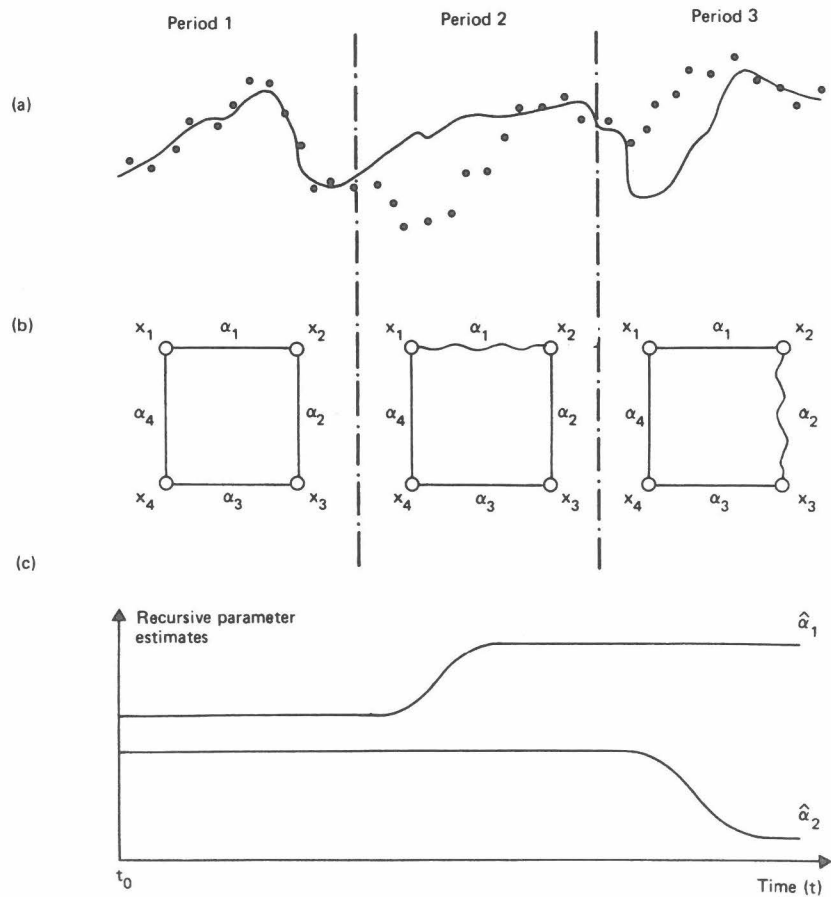 Period 1 Period 2 Period 3
(a)
(b)
x₁ α₁ x₂ x₁ α₁ x₂ x₁ α₁ x₂
α₄ α₂ α₄ α₂ α₄ α₂
x₄ α₃ x₃ x₄ α₃ x₃ x₄ α₃ x₃
(c)
Recursive parameter
estimates
α̂₁
α̂₂
t₀
Time (t)